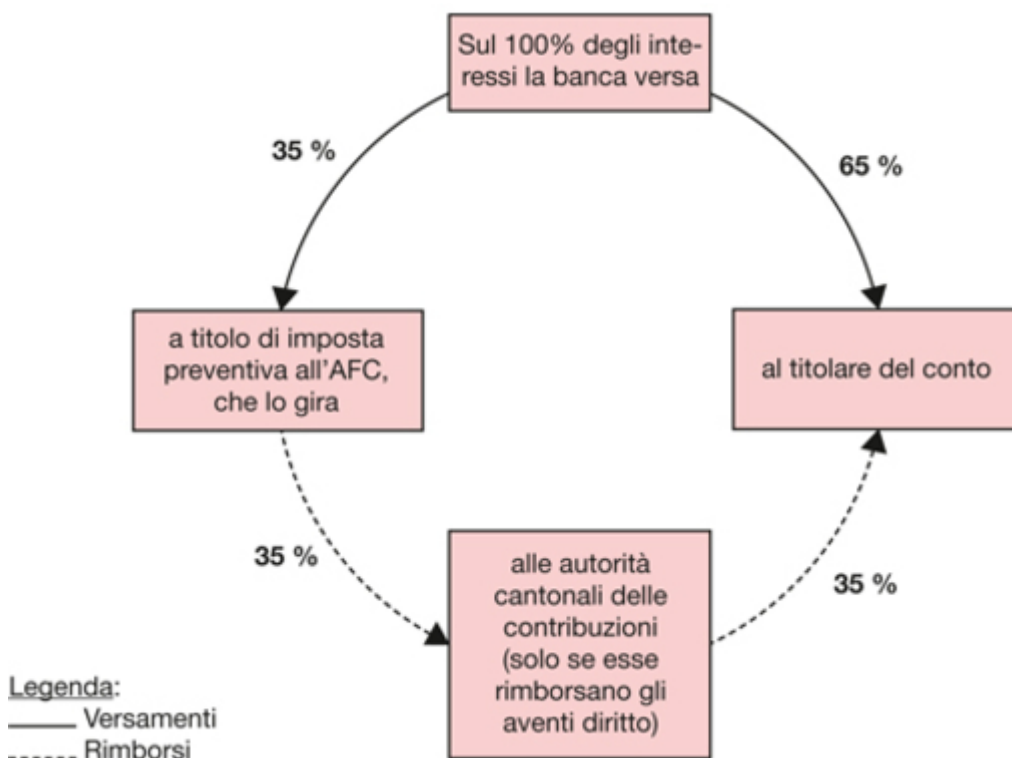 Sul 100% degli inte-
ressi la banca versa
35 %
65 %
a titolo di imposta
preventiva all'AFC,
che lo gira
al titolare del conto
35 %
35 %
alle autorità
cantonali delle
contribuzioni
(solo se esse
rimborsano gli
aventi diritto)
Legenda:
Versamenti
Rimborsi